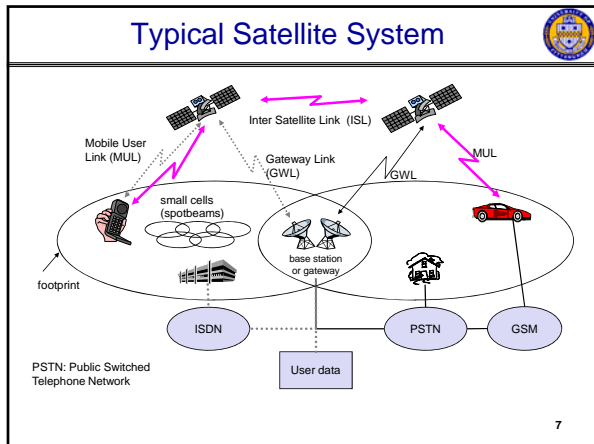 Typical Satellite System
Inter Satellite Link (ISL)
Mobile User
Link (MUL)
Gateway Link
(GWL)
GWL
MUL
small cells
(spotbeams)
base station
or gateway
footprint
ISDN
PSTN
GSM
User data
PSTN: Public Switched
Telephone Network
7